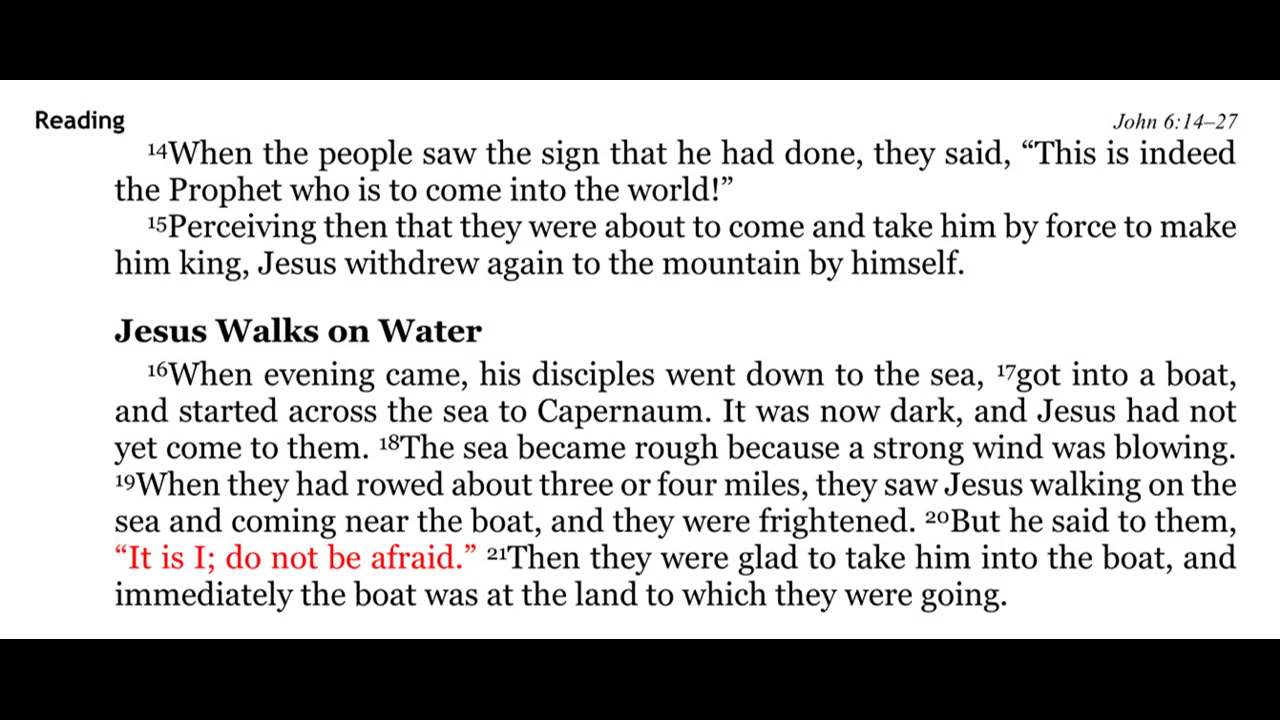 Reading
John 6:14–27
¹⁴When the people saw the sign that he had done, they said, “This is indeed
the Prophet who is to come into the world!”
¹⁵Perceiving then that they were about to come and take him by force to make
him king, Jesus withdrew again to the mountain by himself.
Jesus Walks on Water
¹⁶When evening came, his disciples went down to the sea, ¹⁷got into a boat,
and started across the sea to Capernaum. It was now dark, and Jesus had not
yet come to them. ¹⁸The sea became rough because a strong wind was blowing.
¹⁹When they had rowed about three or four miles, they saw Jesus walking on the
sea and coming near the boat, and they were frightened. ²⁰But he said to them,
“It is I; do not be afraid.” ²¹Then they were glad to take him into the boat, and
immediately the boat was at the land to which they were going.